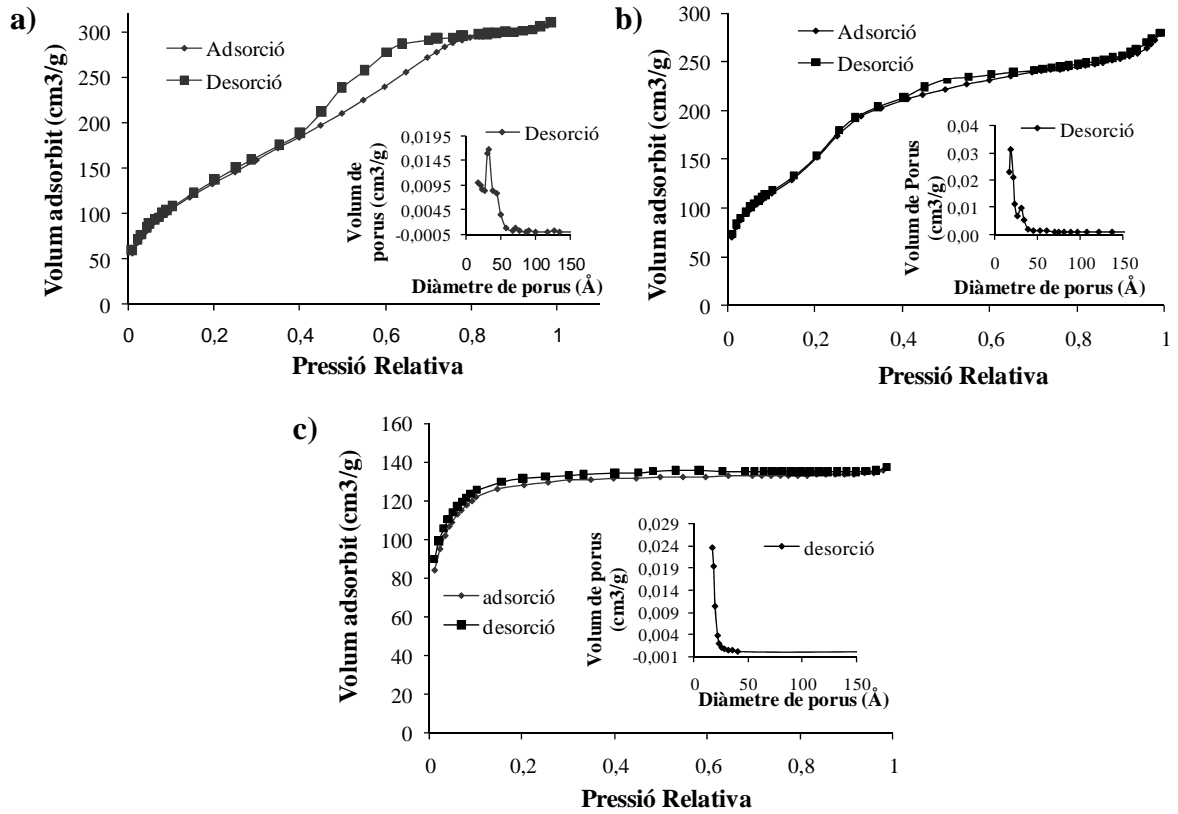 a)
Volum adsorbit (cm3/g)
300
250
200
150
100
50
0
0
0,2
0,4
0,6
0,8
1
Pressió Relativa
Adsorció
Desorció
Volum de
porus (cm3/g)
0,0195
0,0145
0,0095
0,0045
-0,0005
0
50
100
150
Diàmetre de porus (Å)
Desorció
b)
Volum adsorbit (cm3/g)
300
250
200
150
100
50
0
0
0,2
0,4
0,6
0,8
1
Pressió Relativa
Adsorció
Desorció
Volum de Porus
(cm3/g)
0,04
0,03
0,02
0,01
0,00
0
50
100
150
Diàmetre de porus (Å)
Desorció
c)
Volum adsorbit (cm3/g)
160
140
120
100
80
60
40
20
0
0
0,2
0,4
0,6
0,8
1
Pressió Relativa
adsorció
desorció
Volum de porus
(cm3/g)
0,029
0,024
0,019
0,014
0,009
0,004
-0,001
0
50
100
150
Diàmetre de porus (Å)
desorció